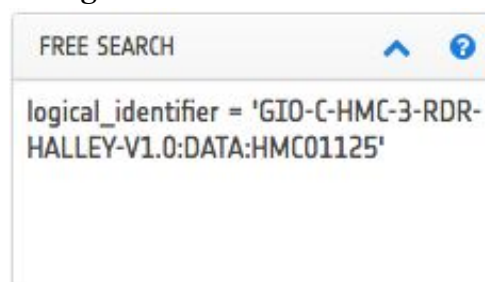 FREE SEARCH
logical_identifier = 'GIO-C-HMC-3-RDR-
HALLEY-V1.0:DATA:HMC01125'